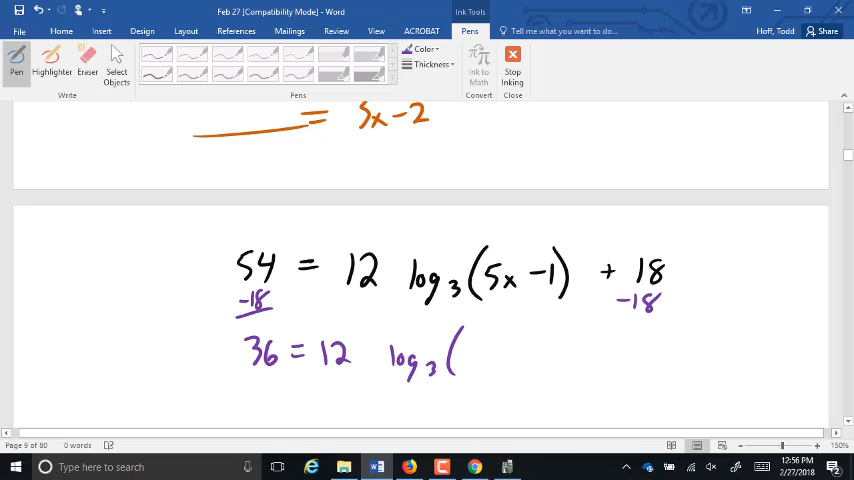 Feb 27 [Compatibility Mode] - Word
Ink Tools
Hoff, Todd
File Home Insert Design Layout References Mailings Review View ACROBAT Pens Tell me what you want to do... Share
Pen Highlighter Eraser Select Objects
Color
Thickness
Ink to Math
Stop Inking
Write Pens Convert Close
= 5x - 2
54 = 12 log₃(5x - 1) + 18
-18 -18
36 = 12 log₃(
Page 9 of 80 0 words 150%
Type here to search
12:56 PM
2/27/2018
2